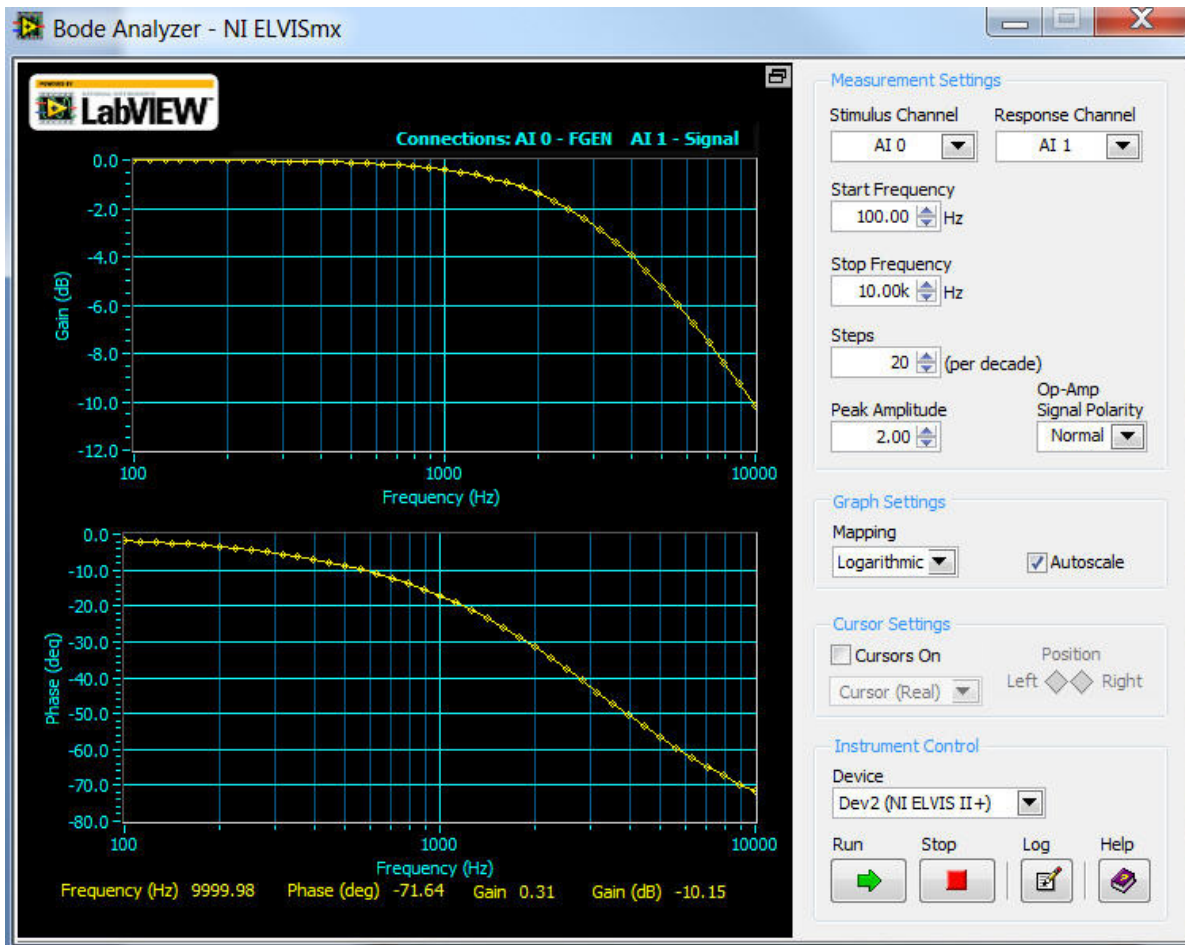 Bode Analyzer - NI ELVISmx
POWERED BY
NATIONAL INSTRUMENTS
LabVIEW
Connections: AI 0 - FGEN AI 1 - Signal
0.0
-2.0
-4.0
-6.0
-8.0
-10.0
-12.0
Gain (dB)
100
1000
10000
Frequency (Hz)
0.0
-10.0
-20.0
-30.0
-40.0
-50.0
-60.0
-70.0
-80.0
Phase (deg)
100
1000
10000
Frequency (Hz)
Frequency (Hz) 9999.98 Phase (deg) -71.64 Gain 0.31 Gain (dB) -10.15
Measurement Settings
Stimulus Channel Response Channel
AI 0 AI 1
Start Frequency
100.00 Hz
Stop Frequency
10.00k Hz
Steps
20 (per decade)
Peak Amplitude
2.00
Op-Amp
Signal Polarity
Normal
Graph Settings
Mapping
Logarithmic Autoscale
Cursor Settings
Cursors On
Cursor (Real)
Position
Left Right
Instrument Control
Device
Dev2 (NI ELVIS II+)
Run Stop Log Help